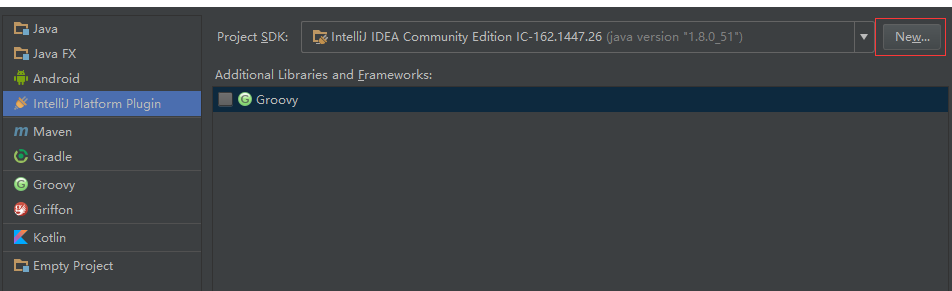 Java
Java FX
Android
IntelliJ Platform Plugin
Maven
Gradle
Groovy
Griffon
Kotlin
Empty Project
Project SDK: IntelliJ IDEA Community Edition IC-162.1447.26 (java version "1.8.0_51") New...
Additional Libraries and Frameworks:
Groovy